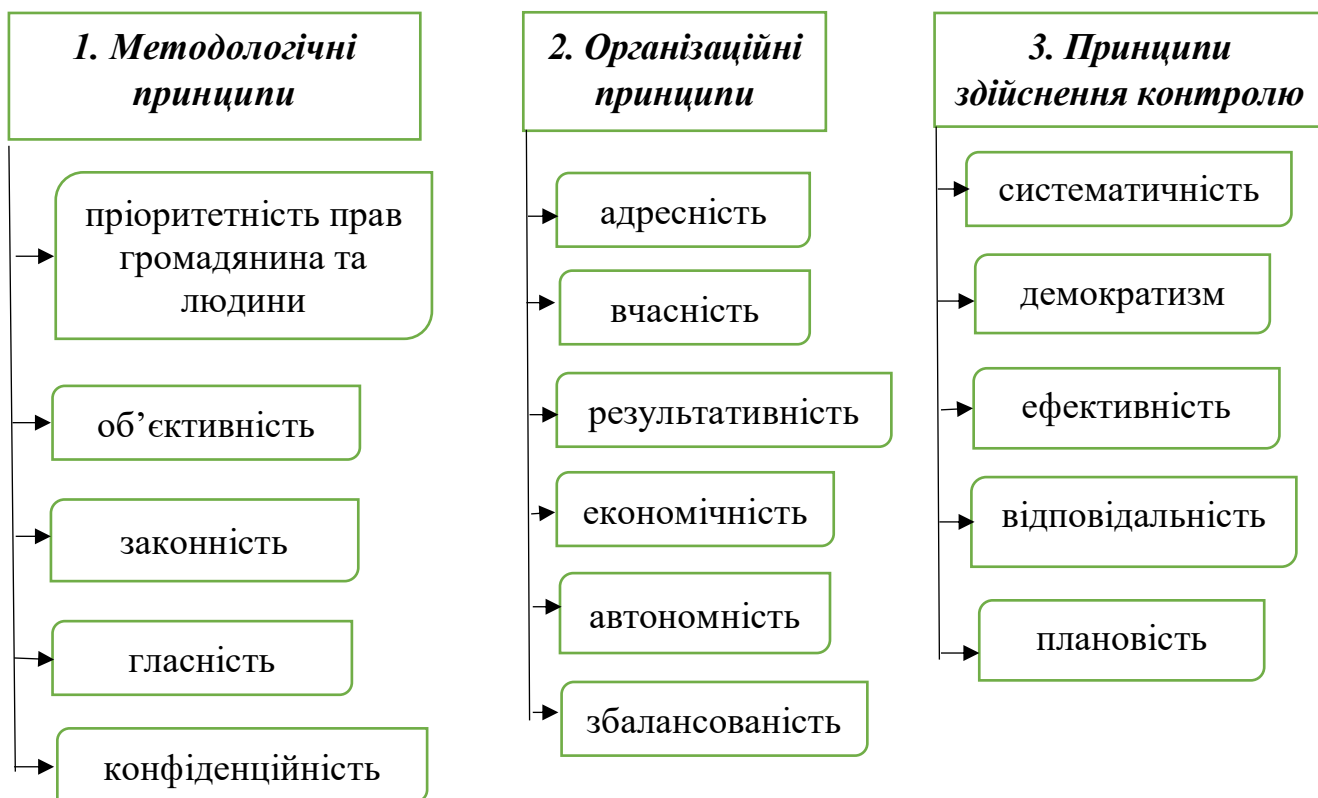 1. Методологічні
принципи
пріоритетність прав
громадянина та
людини
об’єктивність
законність
гласність
конфіденційність
2. Організаційні
принципи
адресність
вчасність
результативність
економічність
автономність
збалансованість
3. Принципи
здійснення контролю
систематичність
демократизм
ефективність
відповідальність
плановість